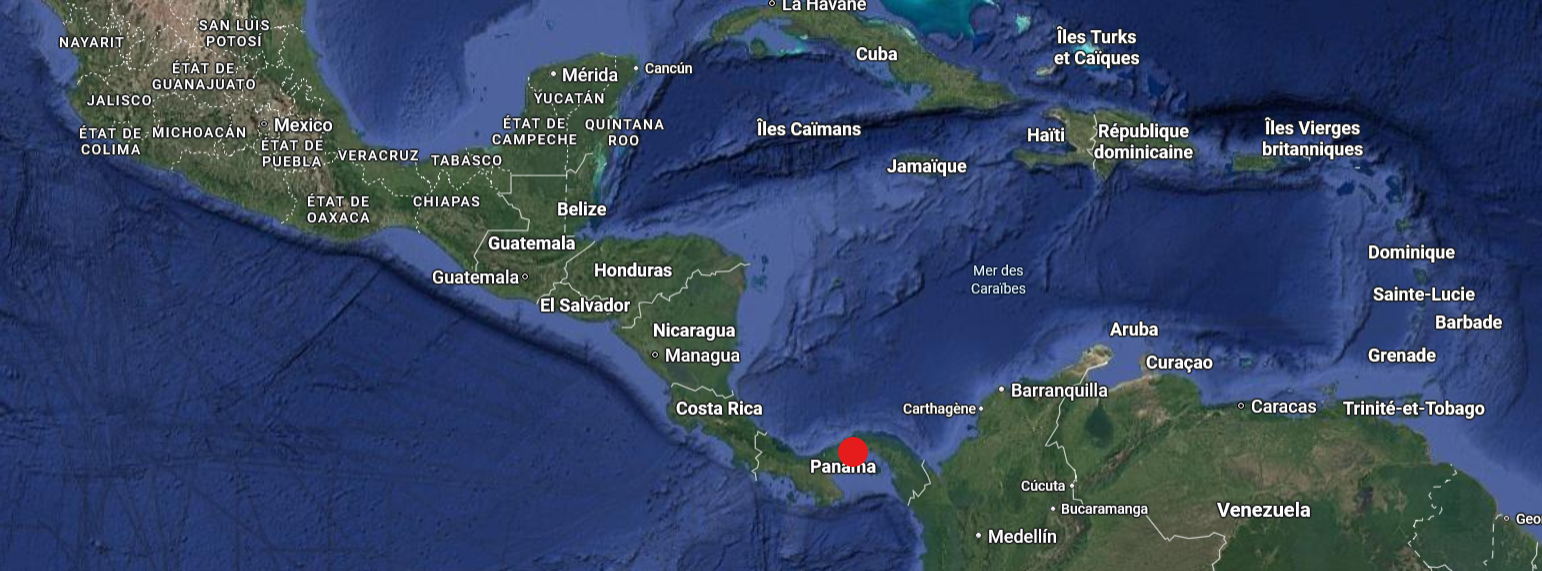 La Havane
SAN LUIS
POTOSÍ
NAYARIT
Îles Turks
et Caïques
Cuba
ÉTAT DE
GUANAJUATO
Mérida
Cancún
YUCATÁN
JALISCO
ÉTAT DE
COLIMA
MICHOACÁN
Mexico
ÉTAT DE
PUEBLA
VERACRUZ
TABASCO
ÉTAT DE
CAMPECHE
QUINTANA
ROO
Îles Caïmans
Haïti
République
dominicaine
Îles Vierges
britanniques
Jamaïque
ÉTAT DE
OAXACA
CHIAPAS
Belize
Guatemala
Guatemala
Honduras
El Salvador
Mer des
Caraïbes
Dominique
Sainte-Lucie
Barbade
Nicaragua
Managua
Aruba
Curaçao
Grenade
Costa Rica
Carthagène
Barranquilla
Caracas
Trinité-et-Tobago
Panama
Cúcuta
Bucaramanga
Venezuela
Medellín
Geo